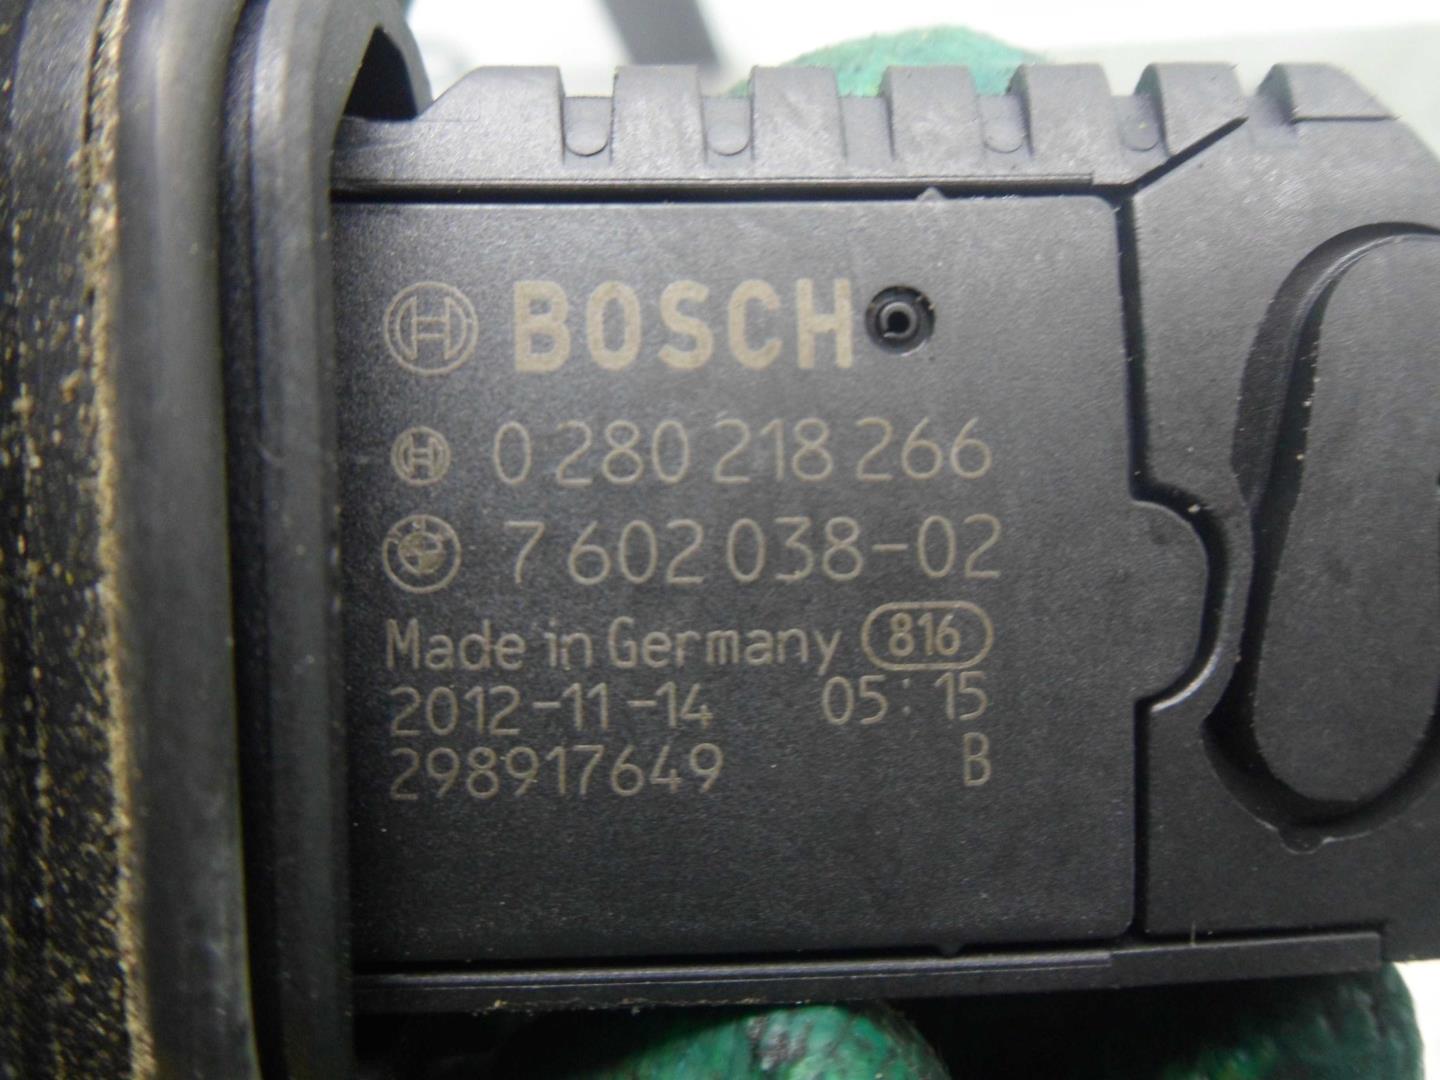 BOSCH
0 280 218 266
7 602 038-02
Made in Germany 816
2012-11-14 05:15
298917649 B